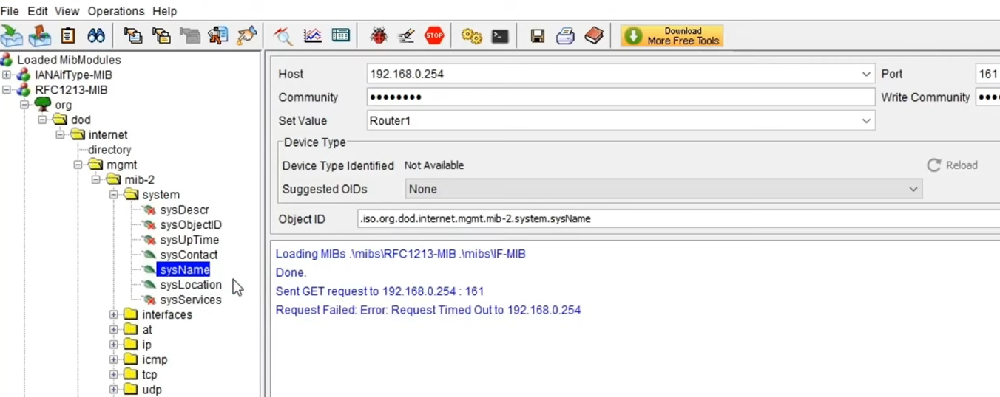 File Edit View Operations Help
STOP
Download
More Free Tools
Loaded MibModules
IANAifType-MIB
RFC1213-MIB
org
dod
internet
directory
mgmt
mib-2
system
sysDescr
sysObjectID
sysUpTime
sysContact
sysName
sysLocation
sysServices
interfaces
at
ip
icmp
tcp
udp
Host 192.168.0.254 Port 161
Community •••••••• Write Community ••••
Set Value Router1
Device Type
Device Type Identified Not Available Reload
Suggested OIDs None
Object ID .iso.org.dod.internet.mgmt.mib-2.system.sysName
Loading MIBs .\mibs\RFC1213-MIB .\mibs\IF-MIB
Done.
Sent GET request to 192.168.0.254 : 161
Request Failed: Error: Request Timed Out to 192.168.0.254